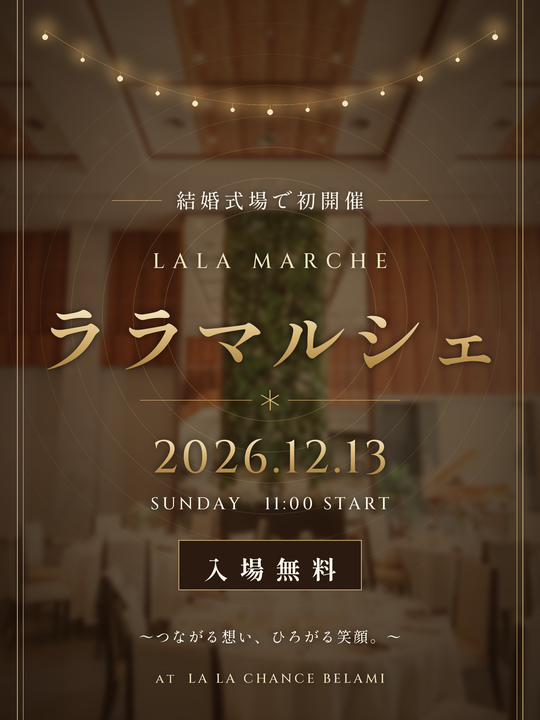 結婚式場で初開催
LALA MARCHE
ララマルシェ
2026.12.13
SUNDAY 11:00 START
入場無料
〜つながる想い、ひろがる笑顔。〜
AT LA LA CHANCE BELAMI